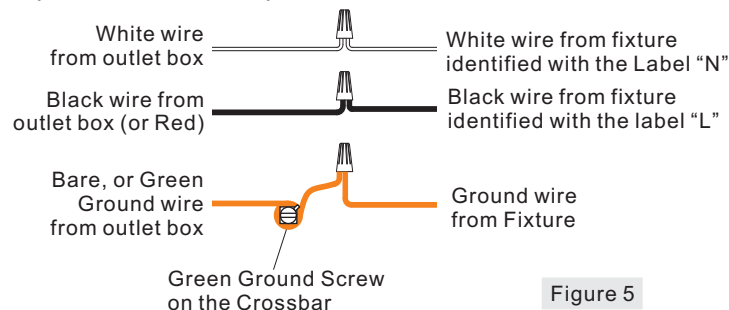 White wire
from outlet box
White wire from fixture
identified with the Label “N”
Black wire from
outlet box (or Red)
Black wire from fixture
identified with the label “L”
Bare, or Green
Ground wire
from outlet box
Ground wire
from Fixture
Green Ground Screw
on the Crossbar
Figure 5